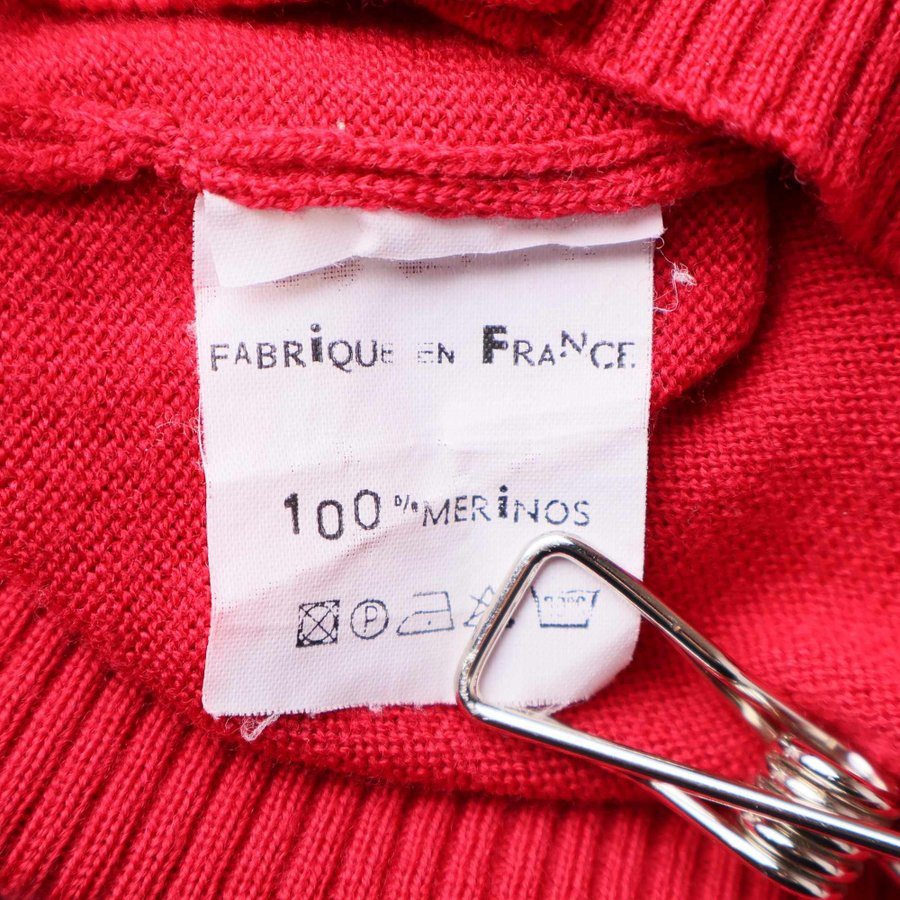 FABRiQUE EN FRANCE
100 % MERiNOS
P